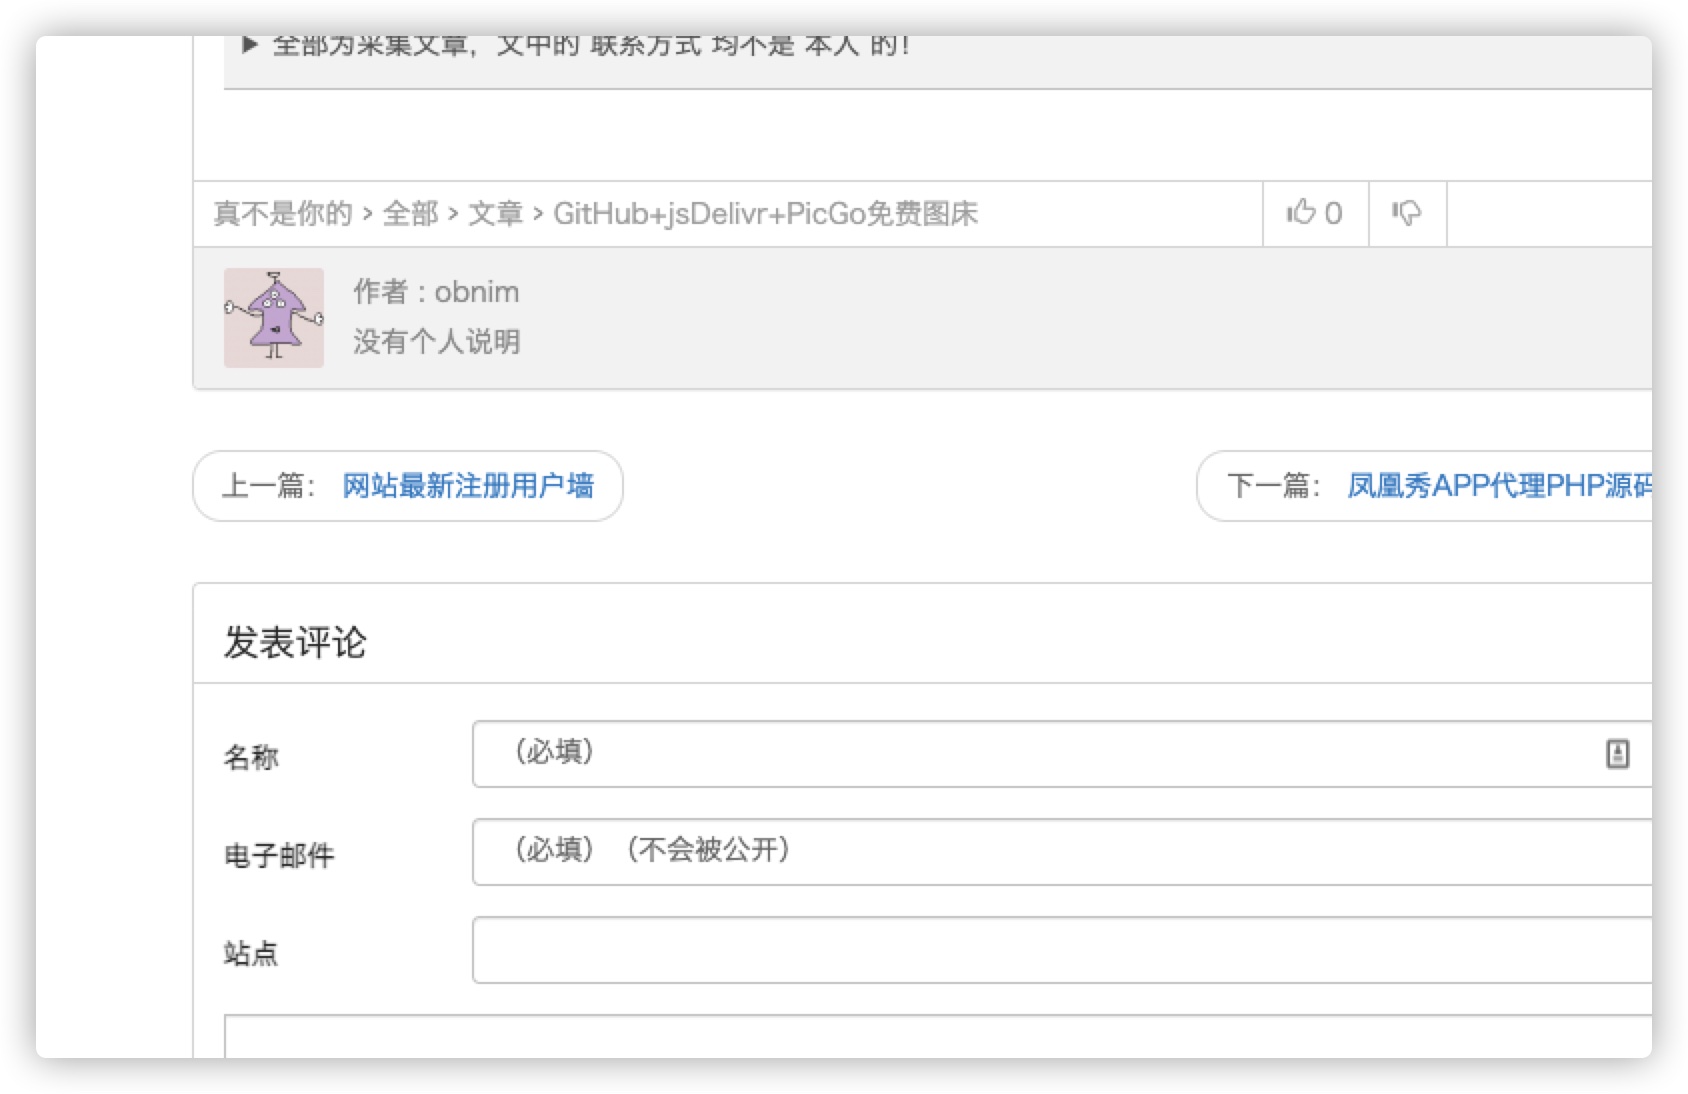 ▶ 全部为采集文章，文中的 联系方式 均不是 本人 的！
真不是你的 > 全部 > 文章 > GitHub+jsDelivr+PicGo免费图床
0
作者 : obnim
没有个人说明
上一篇： 网站最新注册用户墙
下一篇： 凤凰秀APP代理PHP源码
发表评论
名称
（必填）
电子邮件
（必填）（不会被公开）
站点